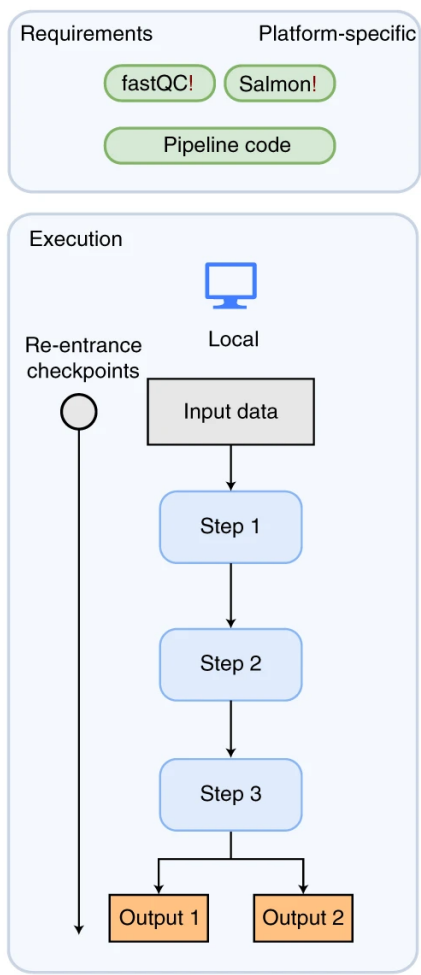 Requirements
Platform-specific
fastQC!
Salmon!
Pipeline code
Execution
Local
Re-entrance
checkpoints
Input data
Step 1
Step 2
Step 3
Output 1
Output 2